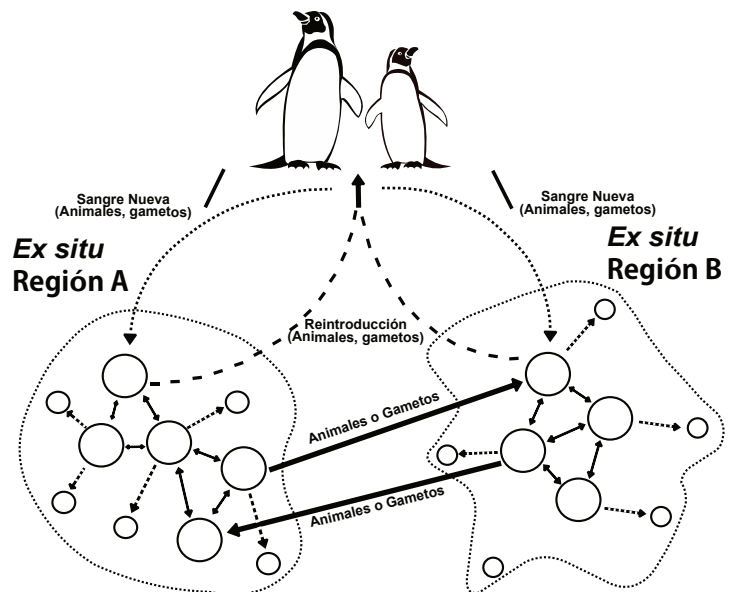 Sangre Nueva
(Animales, gametos)
Sangre Nueva
(Animales, gametos)
Ex situ
Región A
Ex situ
Región B
Reintroducción
(Animales, gametos)
Animales o Gametos
Animales o Gametos